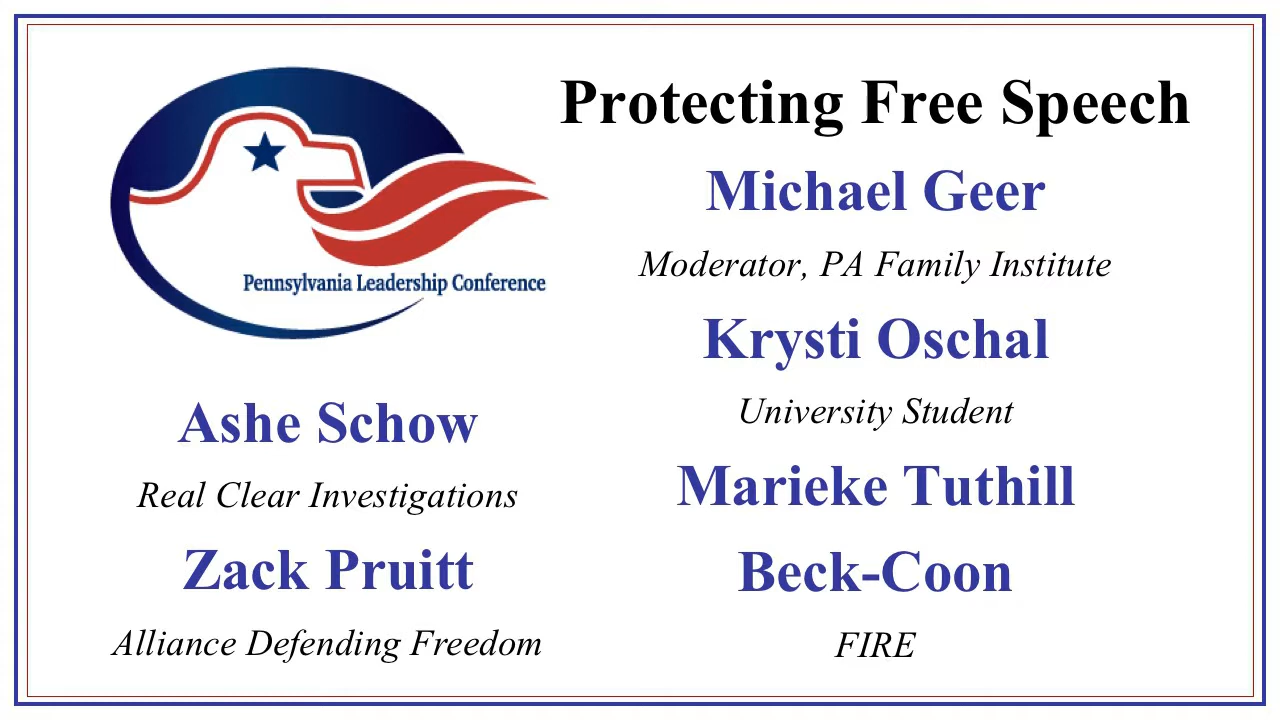 Protecting Free Speech
Michael Geer
Moderator, PA Family Institute
Krysti Oschal
University Student
Marieke Tuthill
Beck-Coon
FIRE
Pennsylvania Leadership Conference
Ashe Schow
Real Clear Investigations
Zack Pruitt
Alliance Defending Freedom